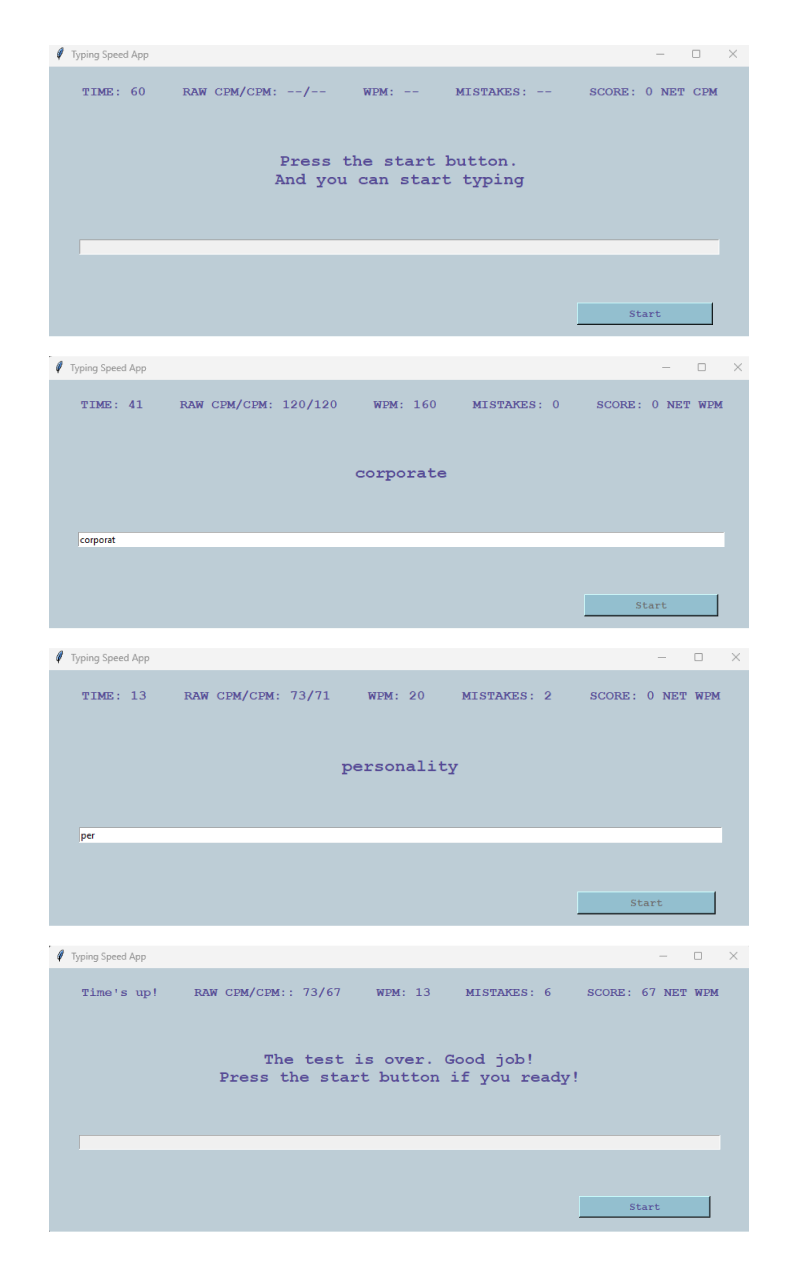 Typing Speed App
TIME: 60 RAW CPM/CPM: --/-- WPM: -- MISTAKES: -- SCORE: 0 NET CPM
Press the start button.
And you can start typing
Start
Typing Speed App
TIME: 41 RAW CPM/CPM: 120/120 WPM: 160 MISTAKES: 0 SCORE: 0 NET WPM
corporate
corporat
Start
Typing Speed App
TIME: 13 RAW CPM/CPM: 73/71 WPM: 20 MISTAKES: 2 SCORE: 0 NET WPM
personality
per
Start
Typing Speed App
Time's up! RAW CPM/CPM:: 73/67 WPM: 13 MISTAKES: 6 SCORE: 67 NET WPM
The test is over. Good job!
Press the start button if you ready!
Start